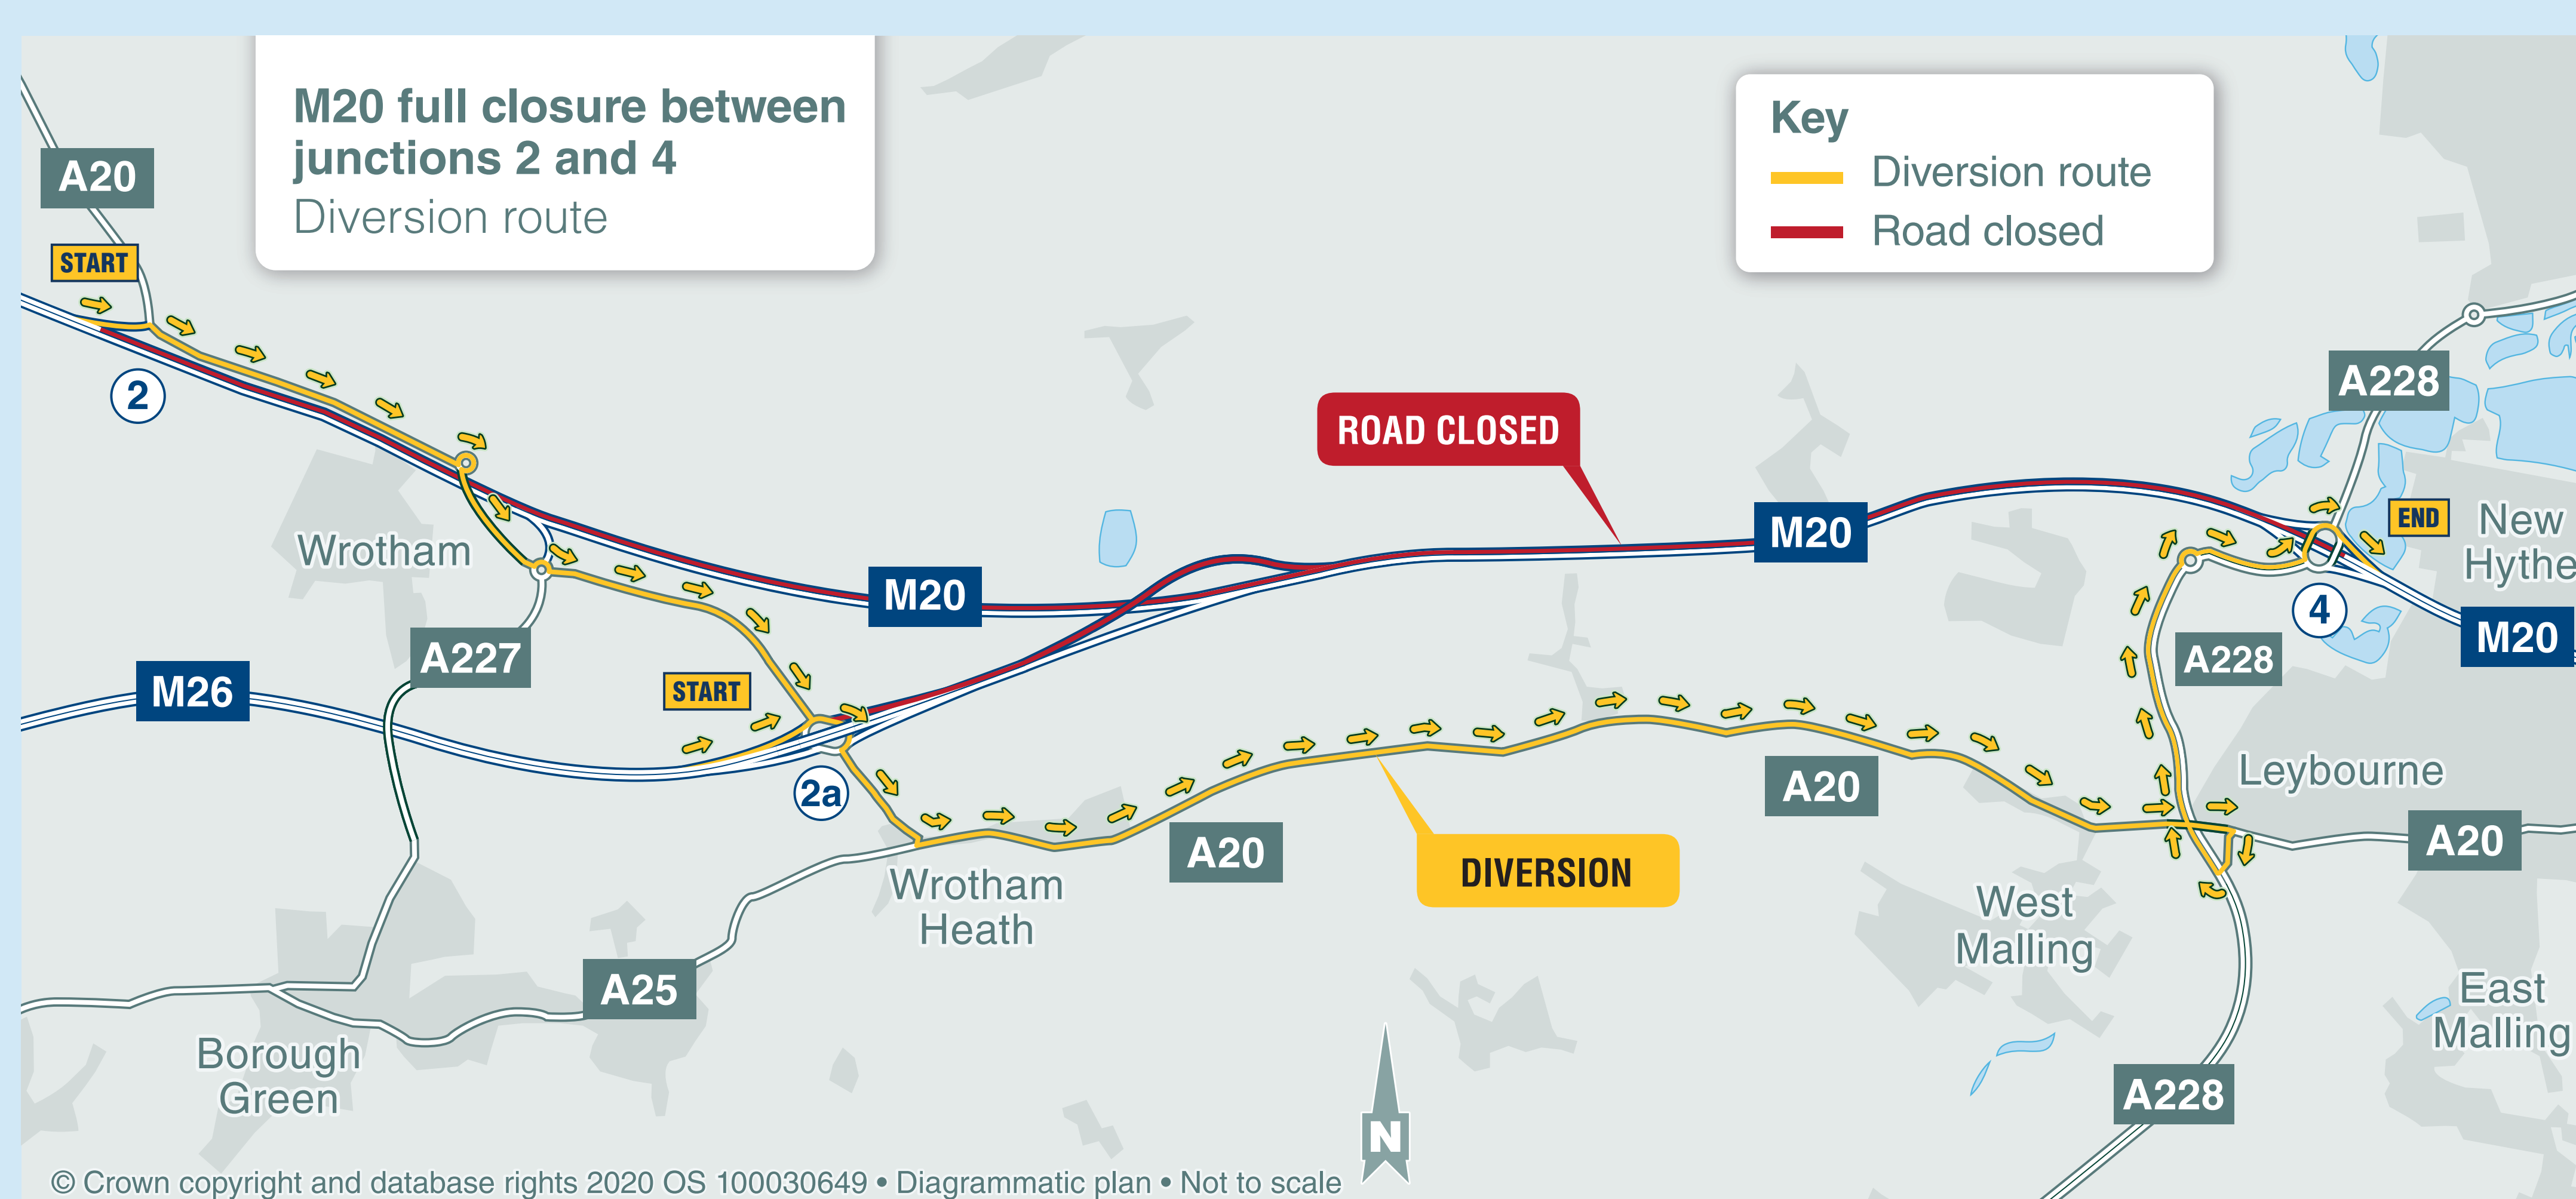 M20 full closure between
junctions 2 and 4
Diversion route
Key
Diversion route
Road closed
A20
START
2
A228
ROAD CLOSED
M20
END
New
Hythe
Wrotham
M20
4
M20
A227
A228
M26
START
2a
A20
Leybourne
A20
A20
DIVERSION
Wrotham
Heath
West
Malling
A25
East
Malling
Borough
Green
A228
N
© Crown copyright and database rights 2020 OS 100030649 • Diagrammatic plan • Not to scale